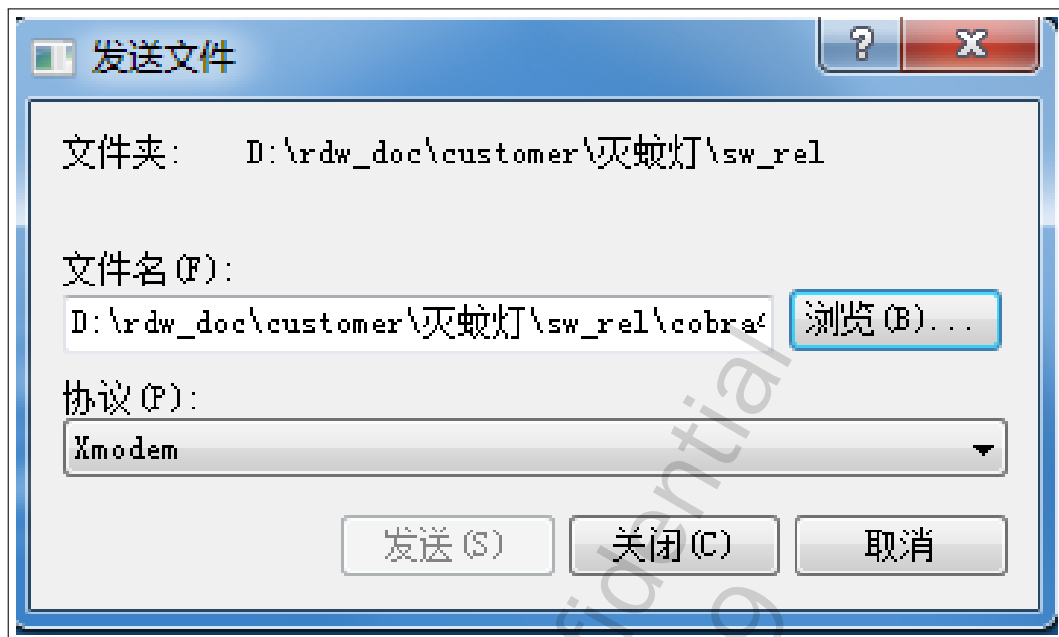 发送文件
文件夹: D:\rdw_doc\customer\灭蚊灯\sw_rel
文件名(F):
D:\rdw_doc\customer\灭蚊灯\sw_rel\cobra 浏览(B)...
协议(P):
Xmodem
发送(S) 关闭(C) 取消